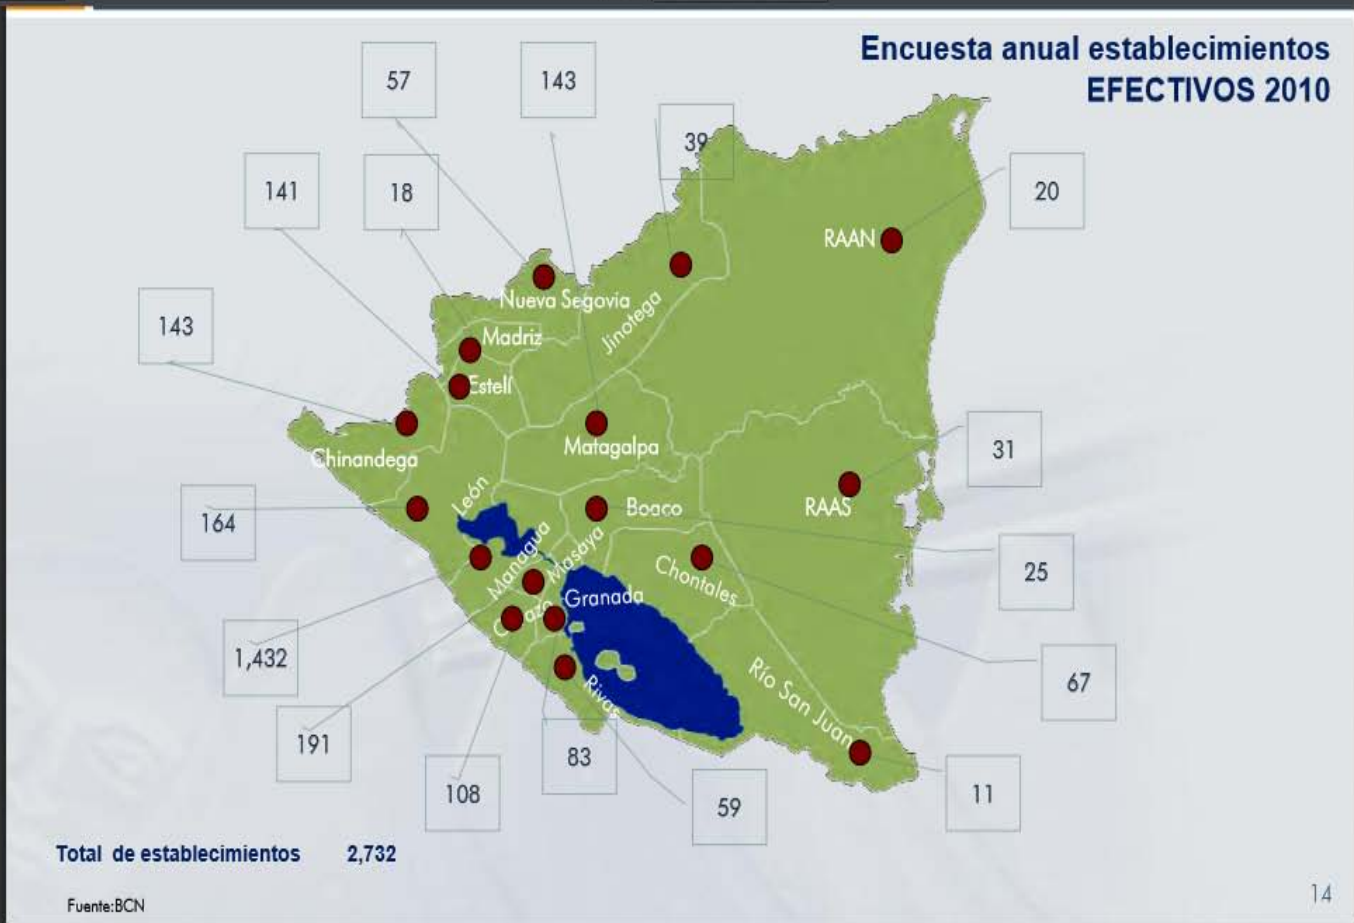 Encuesta anual establecimientos
EFECTIVOS 2010
57
143
39
141
18
20
RAAN
Nueva Segovia
Jinotega
143
Madriz
Estelí
Chinandega
Matagalpa
31
164
León
Boaco
RAAS
Managua
Masaya
Chontales
25
Granada
Carazo
1,432
Rivas
Río San Juan
67
191
83
108
59
11
Total de establecimientos 2,732
Fuente:BCN
14